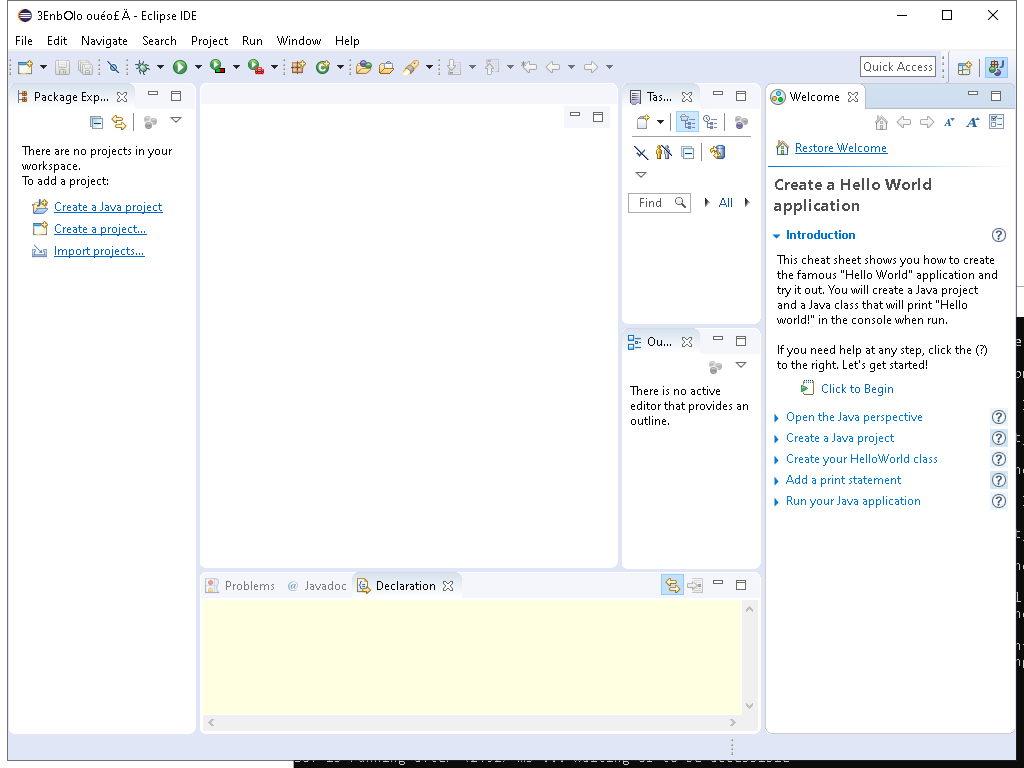 3EnbOlo ouéo£Ä - Eclipse IDE
File Edit Navigate Search Project Run Window Help
Quick Access
Package Exp...
There are no projects in your
workspace.
To add a project:
Create a Java project
Create a project...
Import projects...
Tas...
Find
All
Ou...
There is no active
editor that provides an
outline.
Problems @ Javadoc Declaration
Welcome
Restore Welcome
Create a Hello World
application
Introduction
This cheat sheet shows you how to create
the famous "Hello World" application and
try it out. You will create a Java project
and a Java class that will print "Hello
world!" in the console when run.
If you need help at any step, click the (?)
to the right. Let's get started!
Click to Begin
Open the Java perspective
Create a Java project
Create your HelloWorld class
Add a print statement
Run your Java application